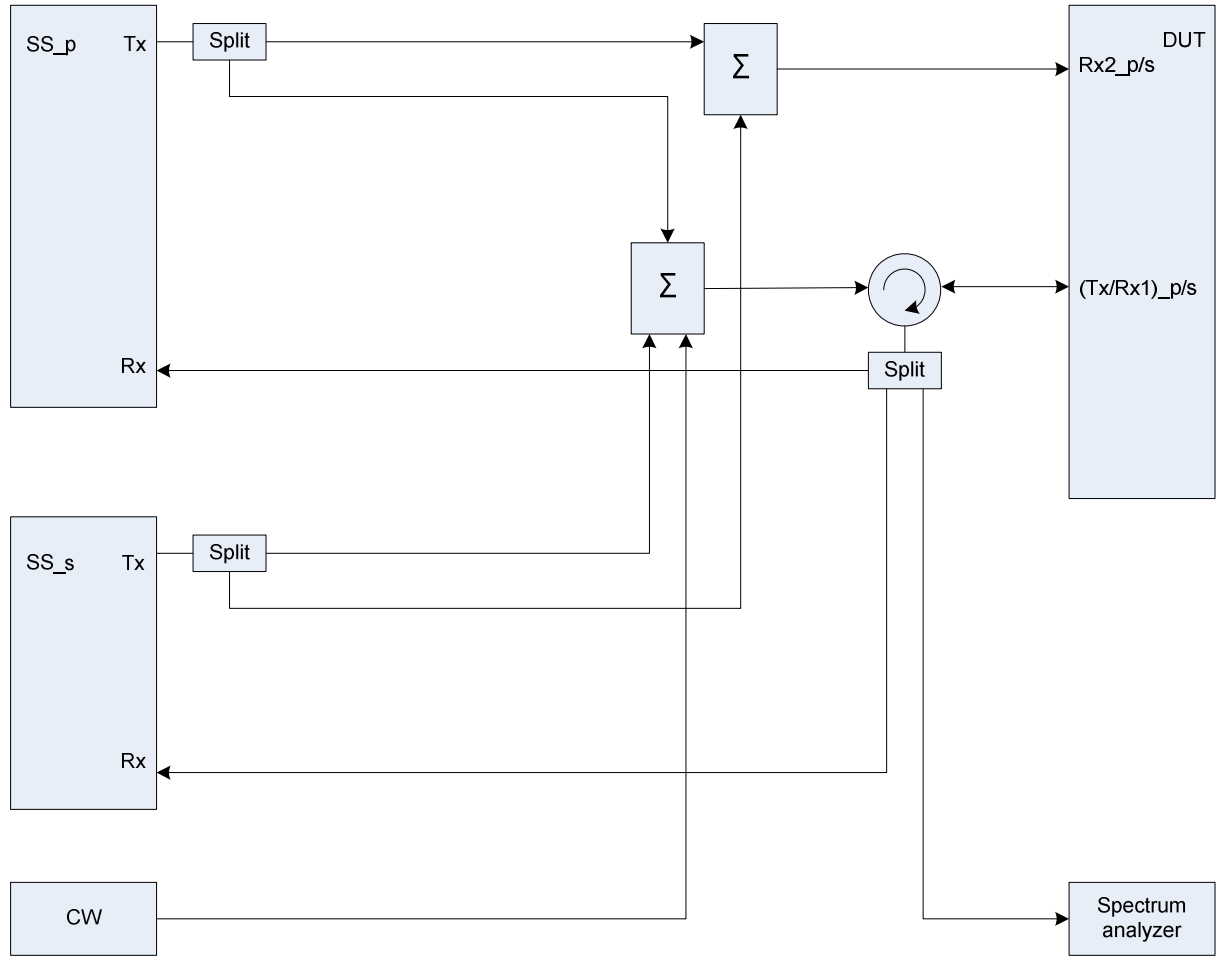 SS_p
Tx
Split
Σ
DUT
Rx2_p/s
Σ
(Tx/Rx1)_p/s
Rx
Split
SS_s
Tx
Split
Rx
CW
Spectrum
analyzer